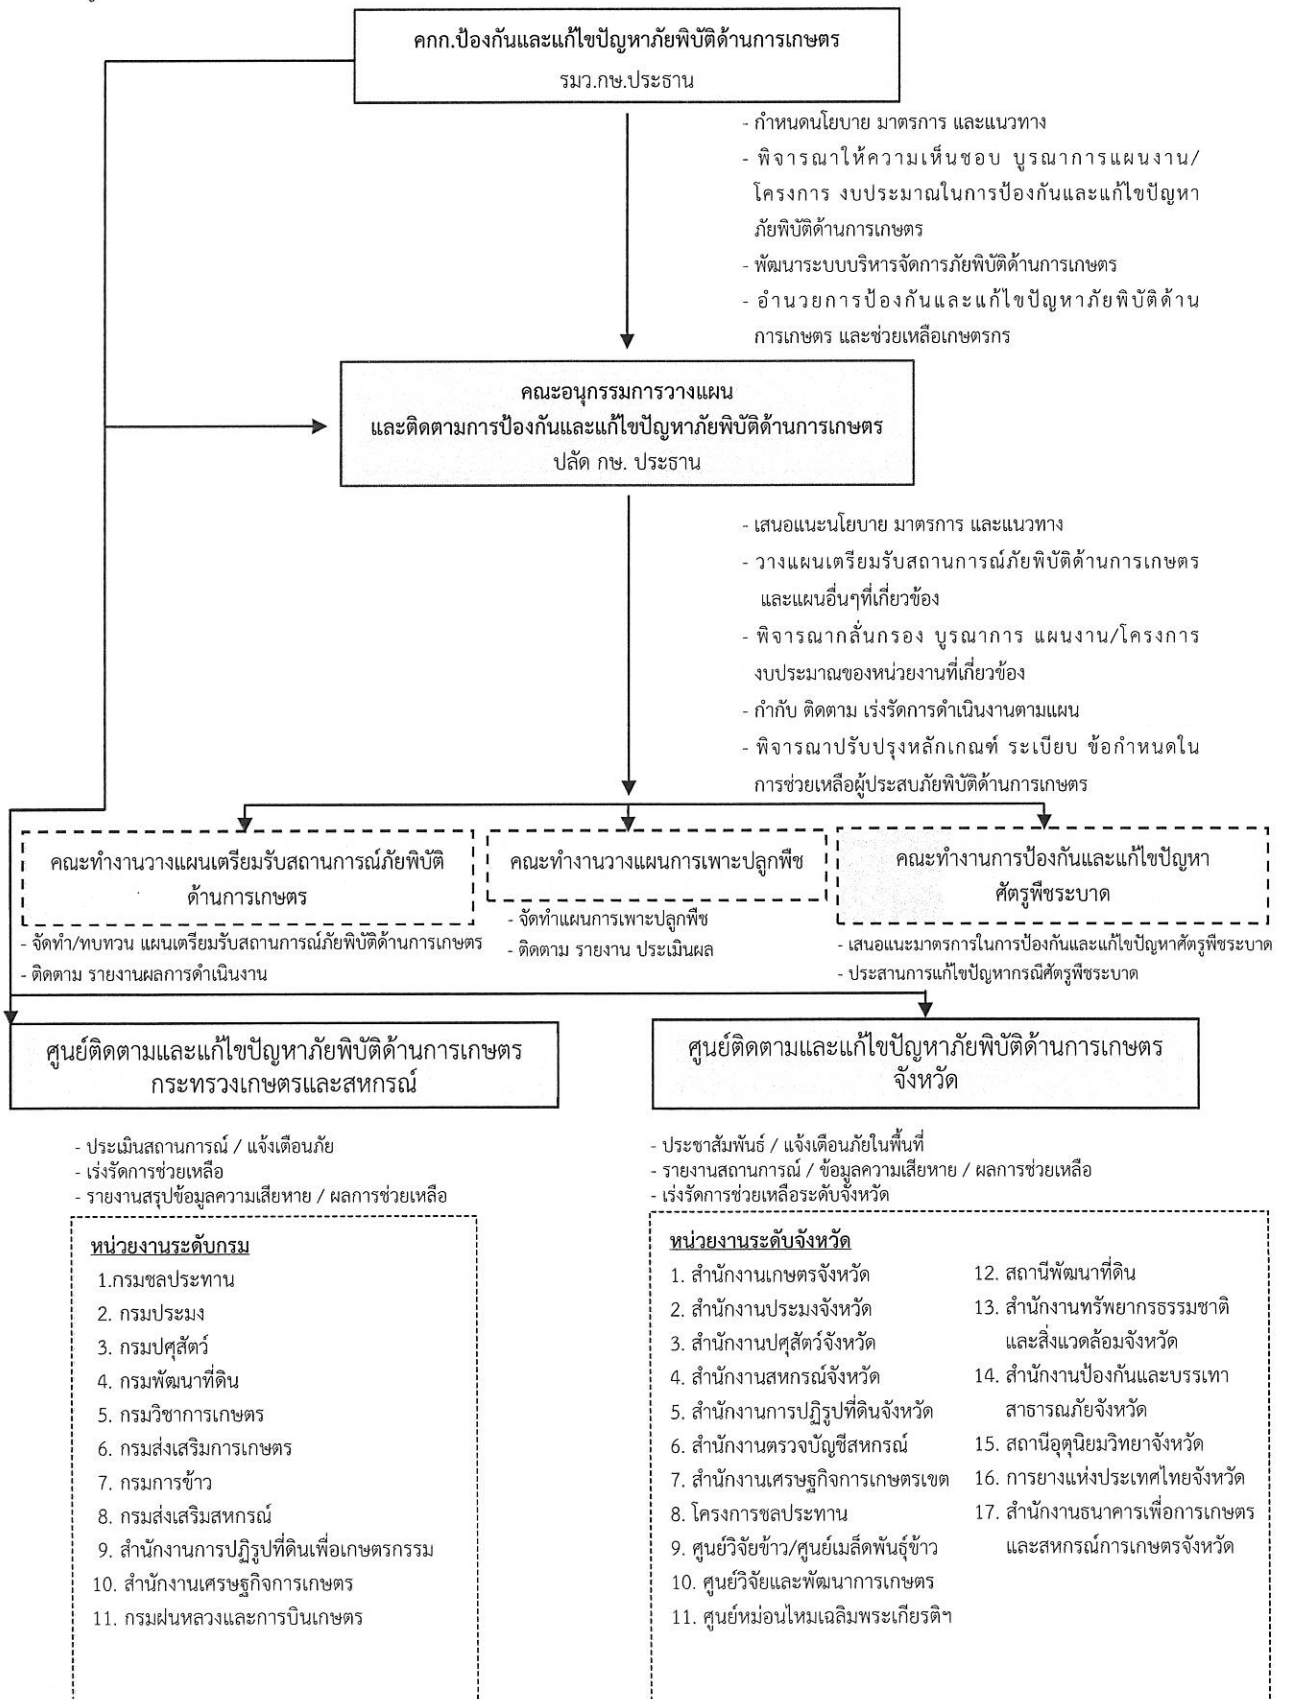 คกก.ป้องกันและแก้ไขปัญหาภัยพิบัติด้านการเกษตร
รมว.กษ.ประธาน
- กำหนดนโยบาย มาตรการ และแนวทาง
- พิจารณาให้ความเห็นชอบ บูรณาการแผนงาน/
โครงการ งบประมาณในการป้องกันและแก้ไขปัญหา
ภัยพิบัติด้านการเกษตร
- พัฒนาระบบบริหารจัดการภัยพิบัติด้านการเกษตร
- อำนวยการป้องกันและแก้ไขปัญหาภัยพิบัติด้าน
การเกษตร และช่วยเหลือเกษตรกร
คณะอนุกรรมการวางแผน
และติดตามการป้องกันและแก้ไขปัญหาภัยพิบัติด้านการเกษตร
ปลัด กษ. ประธาน
- เสนอแนะนโยบาย มาตรการ และแนวทาง
- วางแผนเตรียมรับสถานการณ์ภัยพิบัติด้านการเกษตร
และแผนอื่นๆที่เกี่ยวข้อง
- พิจารณากลั่นกรอง บูรณาการ แผนงาน/โครงการ
งบประมาณของหน่วยงานที่เกี่ยวข้อง
- กำกับ ติดตาม เร่งรัดการดำเนินงานตามแผน
- พิจารณาปรับปรุงหลักเกณฑ์ ระเบียบ ข้อกำหนดใน
การช่วยเหลือผู้ประสบภัยพิบัติด้านการเกษตร
คณะทำงานวางแผนเตรียมรับสถานการณ์ภัยพิบัติ
ด้านการเกษตร
- จัดทำ/ทบทวน แผนเตรียมรับสถานการณ์ภัยพิบัติด้านการเกษตร
- ติดตาม รายงานผลการดำเนินงาน
คณะทำงานวางแผนการเพาะปลูกพืช
- จัดทำแผนการเพาะปลูกพืช
- ติดตาม รายงาน ประเมินผล
คณะทำงานการป้องกันและแก้ไขปัญหา
ศัตรูพืชระบาด
- เสนอแนะมาตรการในการป้องกันและแก้ไขปัญหาศัตรูพืชระบาด
- ประสานการแก้ไขปัญหากรณีศัตรูพืชระบาด
ศูนย์ติดตามและแก้ไขปัญหาภัยพิบัติด้านการเกษตร
กระทรวงเกษตรและสหกรณ์
- ประเมินสถานการณ์ / แจ้งเตือนภัย
- เร่งรัดการช่วยเหลือ
- รายงานสรุปข้อมูลความเสียหาย / ผลการช่วยเหลือ
หน่วยงานระดับกรม
1.กรมชลประทาน
2. กรมประมง
3. กรมปศุสัตว์
4. กรมพัฒนาที่ดิน
5. กรมวิชาการเกษตร
6. กรมส่งเสริมการเกษตร
7. กรมการข้าว
8. กรมส่งเสริมสหกรณ์
9. สำนักงานการปฏิรูปที่ดินเพื่อเกษตรกรรม
10. สำนักงานเศรษฐกิจการเกษตร
11. กรมฝนหลวงและการบินเกษตร
ศูนย์ติดตามและแก้ไขปัญหาภัยพิบัติด้านการเกษตร
จังหวัด
- ประชาสัมพันธ์ / แจ้งเตือนภัยในพื้นที่
- รายงานสถานการณ์ / ข้อมูลความเสียหาย / ผลการช่วยเหลือ
- เร่งรัดการช่วยเหลือระดับจังหวัด
หน่วยงานระดับจังหวัด
1. สำนักงานเกษตรจังหวัด
2. สำนักงานประมงจังหวัด
3. สำนักงานปศุสัตว์จังหวัด
4. สำนักงานสหกรณ์จังหวัด
5. สำนักงานการปฏิรูปที่ดินจังหวัด
6. สำนักงานตรวจบัญชีสหกรณ์
7. สำนักงานเศรษฐกิจการเกษตรเขต
8. โครงการชลประทาน
9. ศูนย์วิจัยข้าว/ศูนย์เมล็ดพันธุ์ข้าว
10. ศูนย์วิจัยและพัฒนาการเกษตร
11. ศูนย์หม่อนไหมเฉลิมพระเกียรติฯ
12. สถานีพัฒนาที่ดิน
13. สำนักงานทรัพยากรธรรมชาติ
และสิ่งแวดล้อมจังหวัด
14. สำนักงานป้องกันและบรรเทา
สาธารณภัยจังหวัด
15. สถานีอุตุนิยมวิทยาจังหวัด
16. การยางแห่งประเทศไทยจังหวัด
17. สำนักงานธนาคารเพื่อการเกษตร
และสหกรณ์การเกษตรจังหวัด